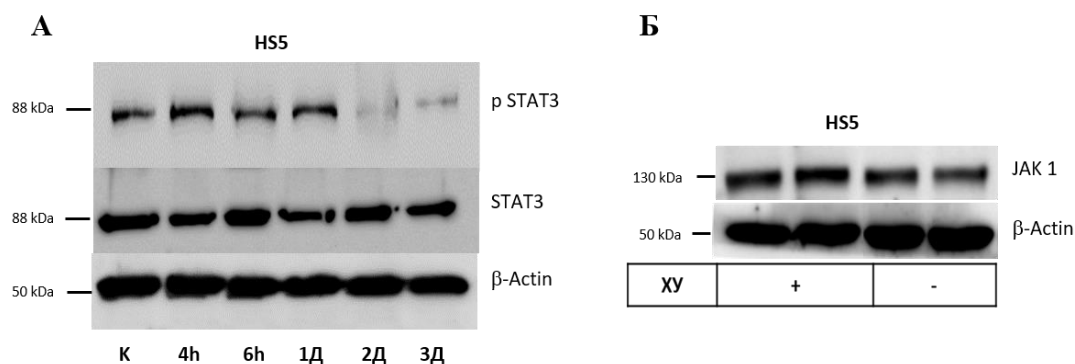 А
HS5
88 kDa
p STAT3
88 kDa
STAT3
50 kDa
β-Actin
К 4h 6h 1Д 2Д 3Д
Б
HS5
130 kDa
JAK 1
50 kDa
β-Actin
ХУ + -